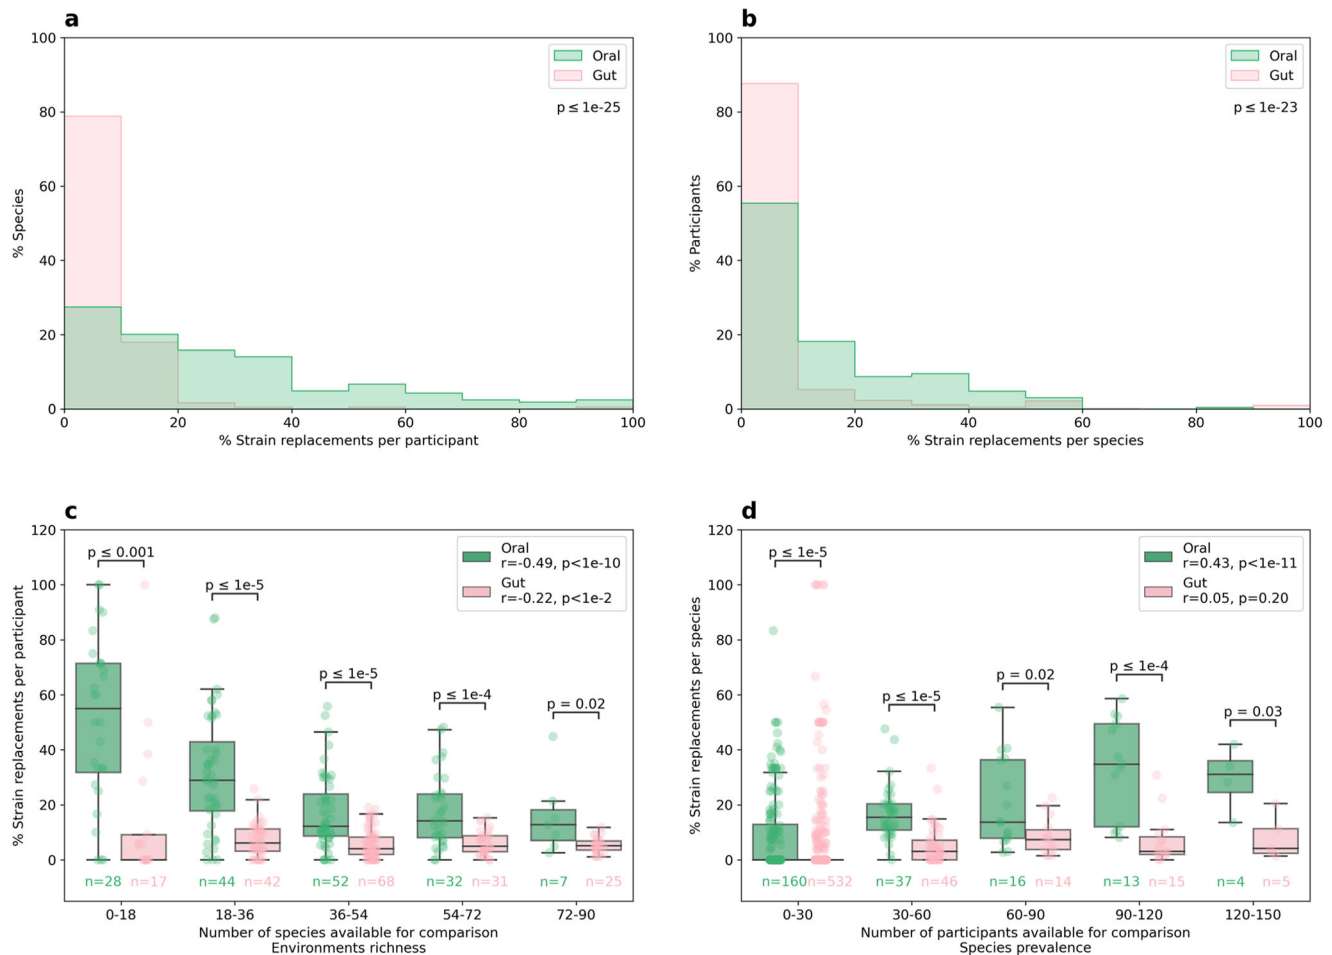 a
100
80
60
40
20
0
% Species
Oral
Gut
p ≤ 1e-25
0 20 40 60 80 100
% Strain replacements per participant
b
100
80
60
40
20
0
% Participants
Oral
Gut
p ≤ 1e-23
0 20 40 60 80 100
% Strain replacements per species
c
120
100
80
60
40
20
0
% Strain replacements per participant
Oral
r=-0.49, p<1e-10
Gut
r=-0.22, p<1e-2
p ≤ 0.001
p ≤ 1e-5
p ≤ 1e-5
p ≤ 1e-4
p = 0.02
n=28 n=17 n=44 n=42 n=52 n=68 n=32 n=31 n=7 n=25
0-18 18-36 36-54 54-72 72-90
Number of species available for comparison
Environments richness
d
120
100
80
60
40
20
0
% Strain replacements per species
Oral
r=0.43, p<1e-11
Gut
r=0.05, p=0.20
p ≤ 1e-5
p ≤ 1e-5
p = 0.02
p ≤ 1e-4
p = 0.03
n=160 n=532 n=37 n=46 n=16 n=14 n=13 n=15 n=4 n=5
0-30 30-60 60-90 90-120 120-150
Number of participants available for comparison
Species prevalence